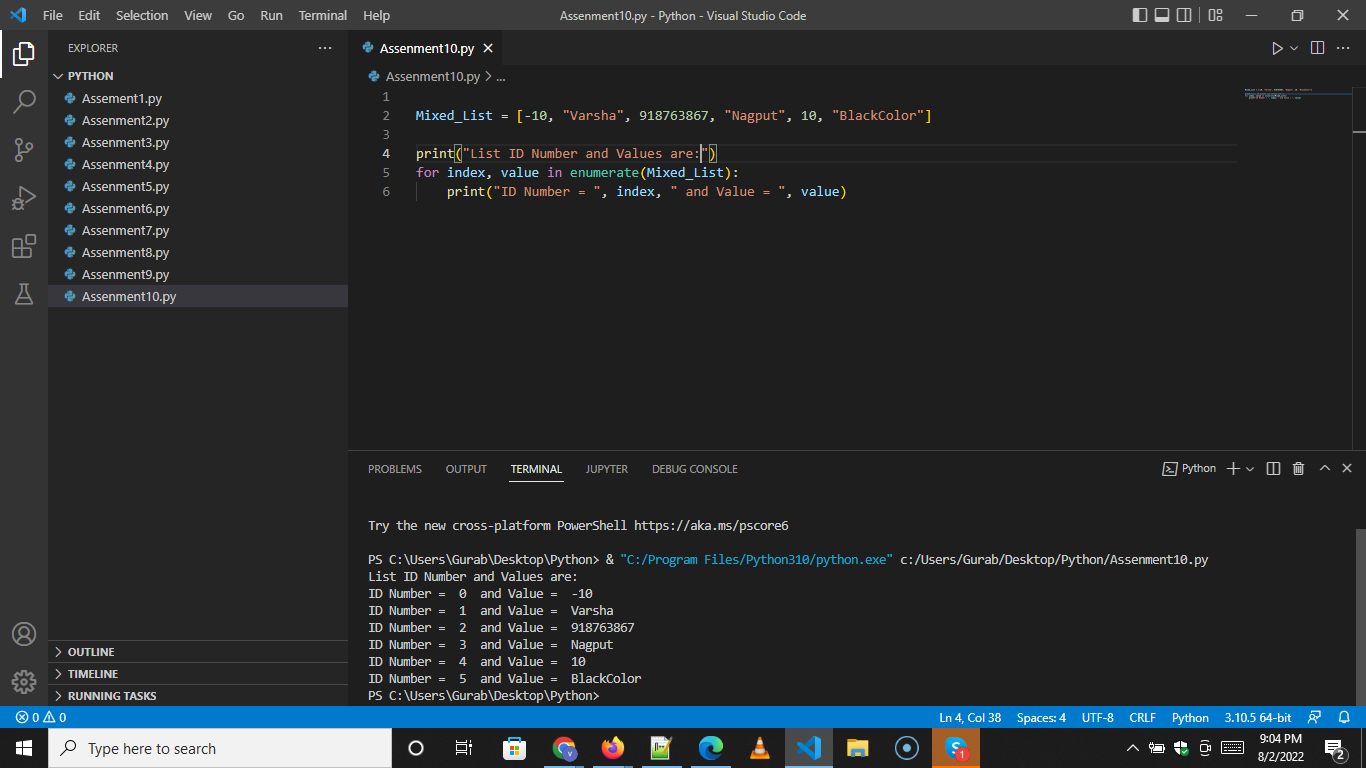 File Edit Selection View Go Run Terminal Help
Assenment10.py - Python - Visual Studio Code
EXPLORER
PYTHON
Assement1.py
Assenment2.py
Assenment3.py
Assenment4.py
Assenment5.py
Assenment6.py
Assenment7.py
Assenment8.py
Assenment9.py
Assenment10.py
OUTLINE
TIMELINE
RUNNING TASKS
Assenment10.py
Assenment10.py > ...
1
2 Mixed_List = [-10, "Varsha", 918763867, "Nagput", 10, "BlackColor"]
3
4 print("List ID Number and Values are:")
5 for index, value in enumerate(Mixed_List):
6 print("ID Number = ", index, " and Value = ", value)
PROBLEMS OUTPUT TERMINAL JUPYTER DEBUG CONSOLE
Python
Try the new cross-platform PowerShell https://aka.ms/pscore6
PS C:\Users\Gurab\Desktop\Python> & "C:/Program Files/Python310/python.exe" c:/Users/Gurab/Desktop/Python/Assenment10.py
List ID Number and Values are:
ID Number =  0  and Value =  -10
ID Number =  1  and Value =  Varsha
ID Number =  2  and Value =  918763867
ID Number =  3  and Value =  Nagput
ID Number =  4  and Value =  10
ID Number =  5  and Value =  BlackColor
PS C:\Users\Gurab\Desktop\Python>
0 0
Ln 4, Col 38 Spaces: 4 UTF-8 CRLF Python 3.10.5 64-bit
Type here to search
V
S
1
9:04 PM
8/2/2022
2